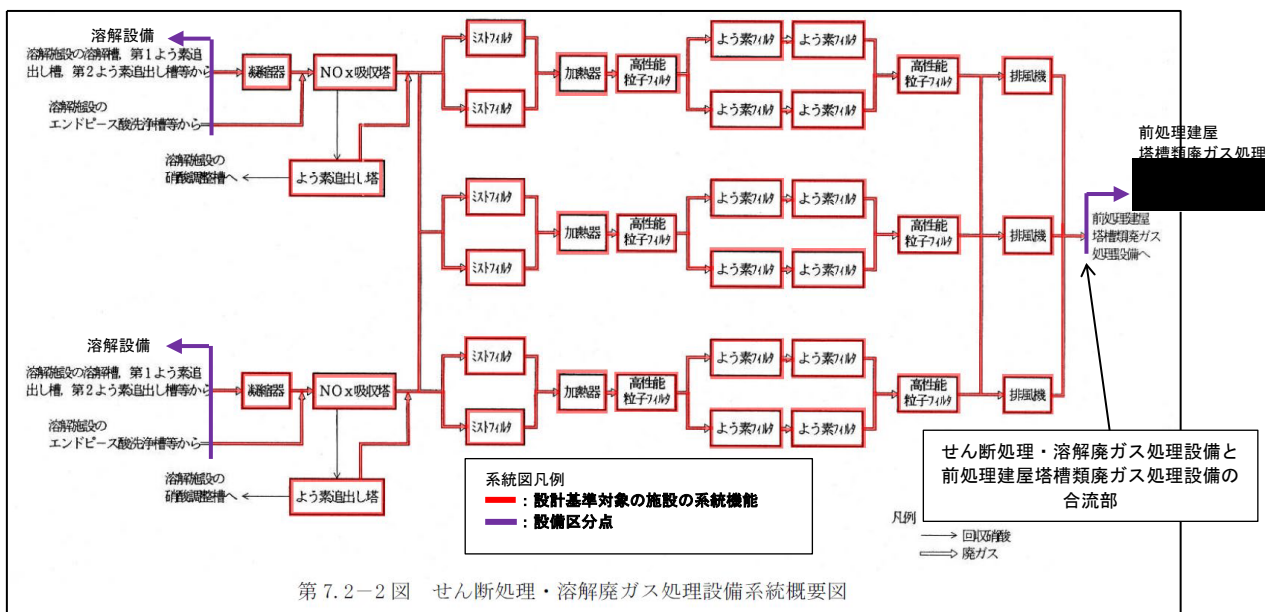 溶解設備
溶解施設の溶解槽，第１よう素追
出し槽，第２よう素追出し槽等から
凝縮器
NOx吸収塔
溶解施設の
エンドピース酸洗浄槽等から
溶解施設の
硝酸調整槽へ
よう素追出し塔
ミストフィルタ
ミストフィルタ
加熱器
高性能
粒子フィルタ
よう素フィルタ
よう素フィルタ
よう素フィルタ
よう素フィルタ
高性能
粒子フィルタ
排風機
ミストフィルタ
ミストフィルタ
加熱器
高性能
粒子フィルタ
よう素フィルタ
よう素フィルタ
よう素フィルタ
よう素フィルタ
高性能
粒子フィルタ
排風機
前処理建屋
塔槽類廃ガス処理
前処理建屋
塔槽類廃ガス
処理設備へ
溶解設備
溶解施設の溶解槽，第１よう素追
出し槽，第２よう素追出し槽等から
凝縮器
NOx吸収塔
溶解施設の
エンドピース酸洗浄槽等から
溶解施設の
硝酸調整槽へ
よう素追出し塔
ミストフィルタ
ミストフィルタ
加熱器
高性能
粒子フィルタ
よう素フィルタ
よう素フィルタ
よう素フィルタ
よう素フィルタ
高性能
粒子フィルタ
排風機
せん断処理・溶解廃ガス処理設備と
前処理建屋塔槽類廃ガス処理設備の
合流部
系統図凡例
：設計基準対象の施設の系統機能
：設備区分点
凡例
回収硝酸
廃ガス
第７.２－２図　せん断処理・溶解廃ガス処理設備系統概要図